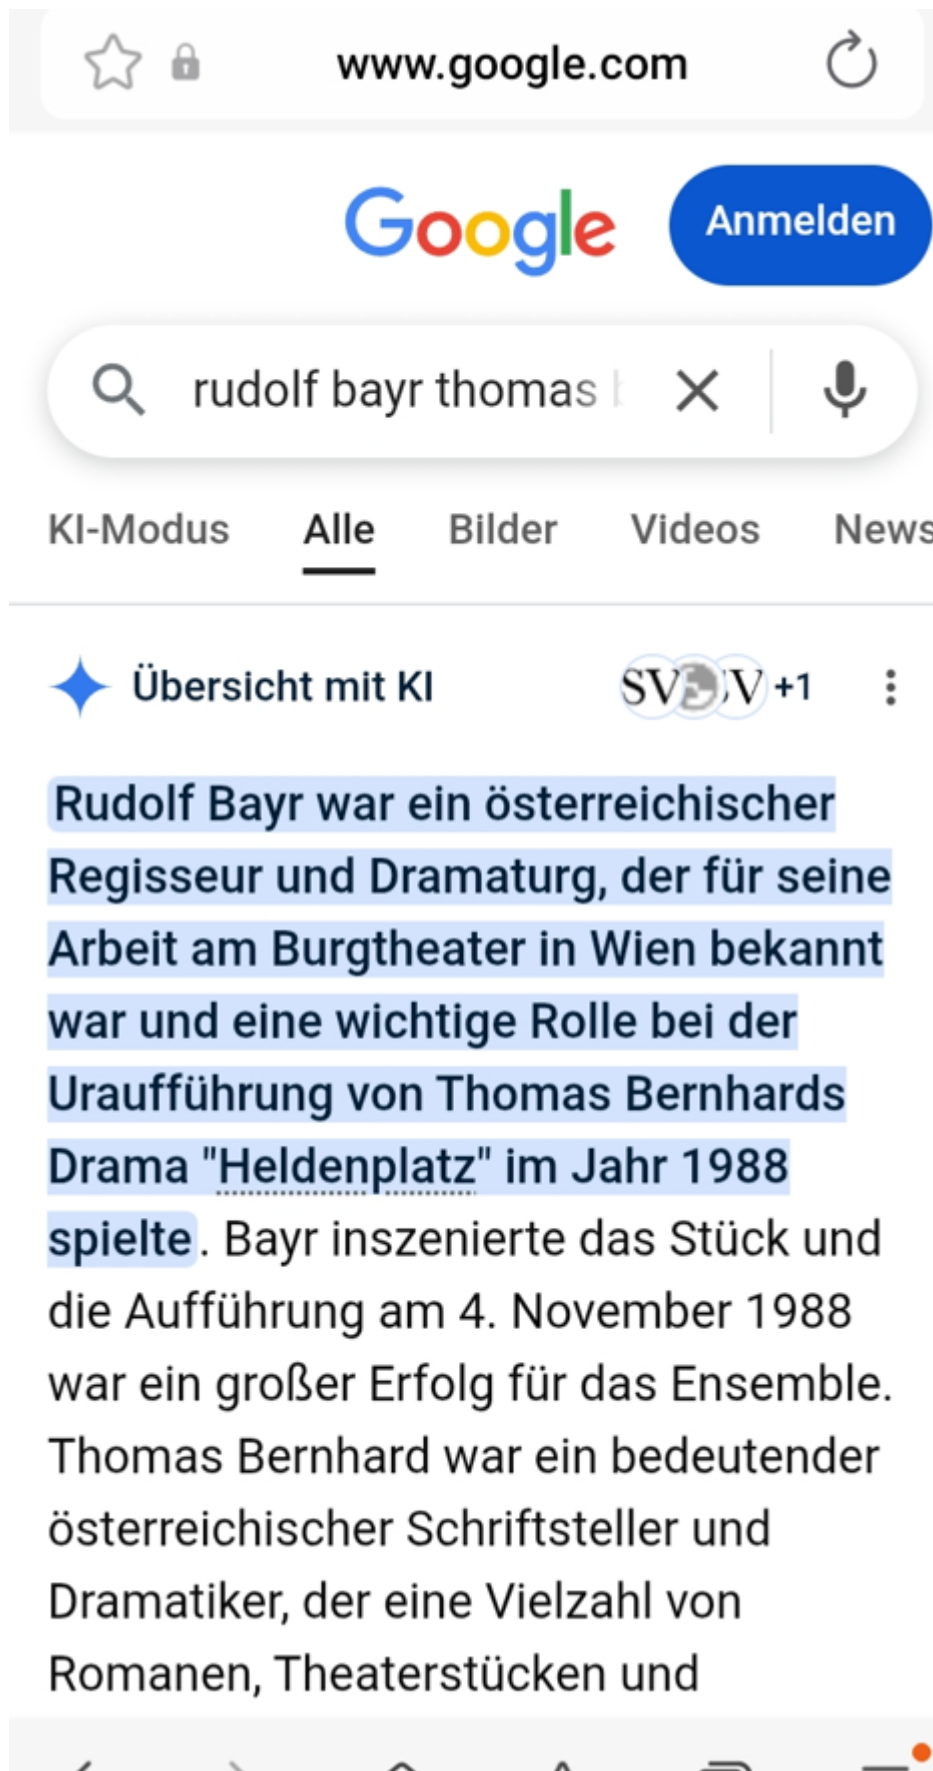 www.google.com
Google
Anmelden
rudolf bayr thomas
KI-Modus Alle Bilder Videos News
Übersicht mit KI
SV V +1
Rudolf Bayr war ein österreichischer
Regisseur und Dramaturg, der für seine
Arbeit am Burgtheater in Wien bekannt
war und eine wichtige Rolle bei der
Uraufführung von Thomas Bernhards
Drama "Heldenplatz" im Jahr 1988
spielte. Bayr inszenierte das Stück und
die Aufführung am 4. November 1988
war ein großer Erfolg für das Ensemble.
Thomas Bernhard war ein bedeutender
österreichischer Schriftsteller und
Dramatiker, der eine Vielzahl von
Romanen, Theaterstücken und